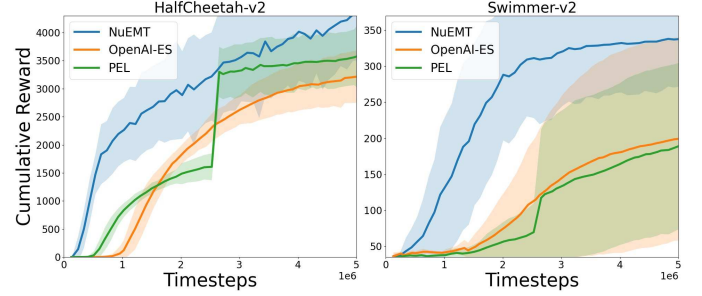 HalfCheetah-v2
Cumulative Reward
4000
3500
3000
2500
2000
1500
1000
500
0
NuEMT
OpenAI-ES
PEL
0 1 2 3 4 5
1e6
Timesteps
Swimmer-v2
350
300
250
200
150
100
50
NuEMT
OpenAI-ES
PEL
0 1 2 3 4 5
1e6
Timesteps